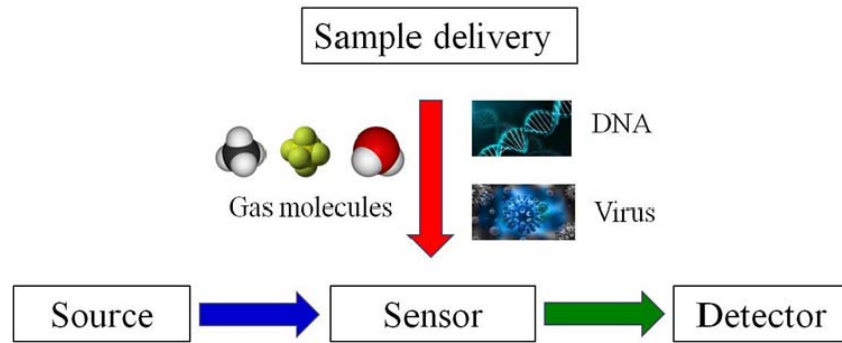 Sample delivery
DNA
Gas molecules
Virus
Source
Sensor
Detector